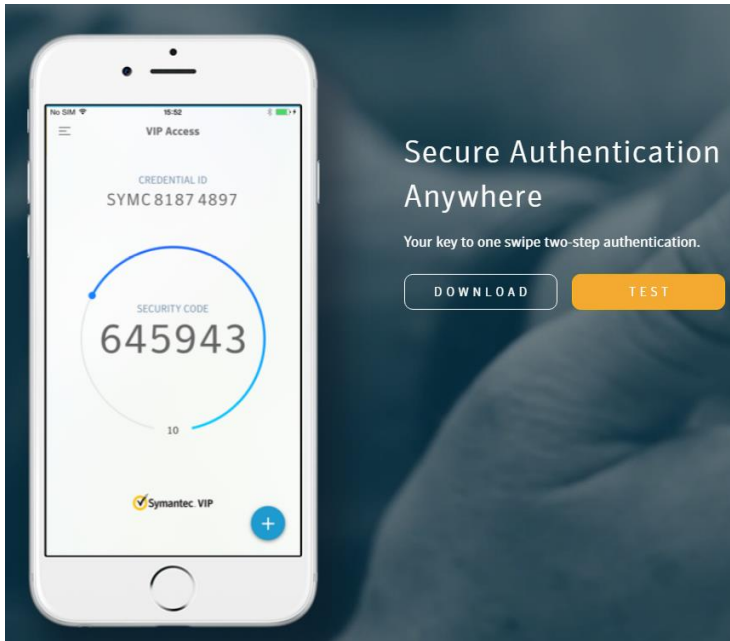 No SIM 15:52
VIP Access
CREDENTIAL ID
SYMC 8187 4897
SECURITY CODE
645943
10
Symantec. VIP
+
Secure Authentication
Anywhere
Your key to one swipe two-step authentication.
DOWNLOAD TEST